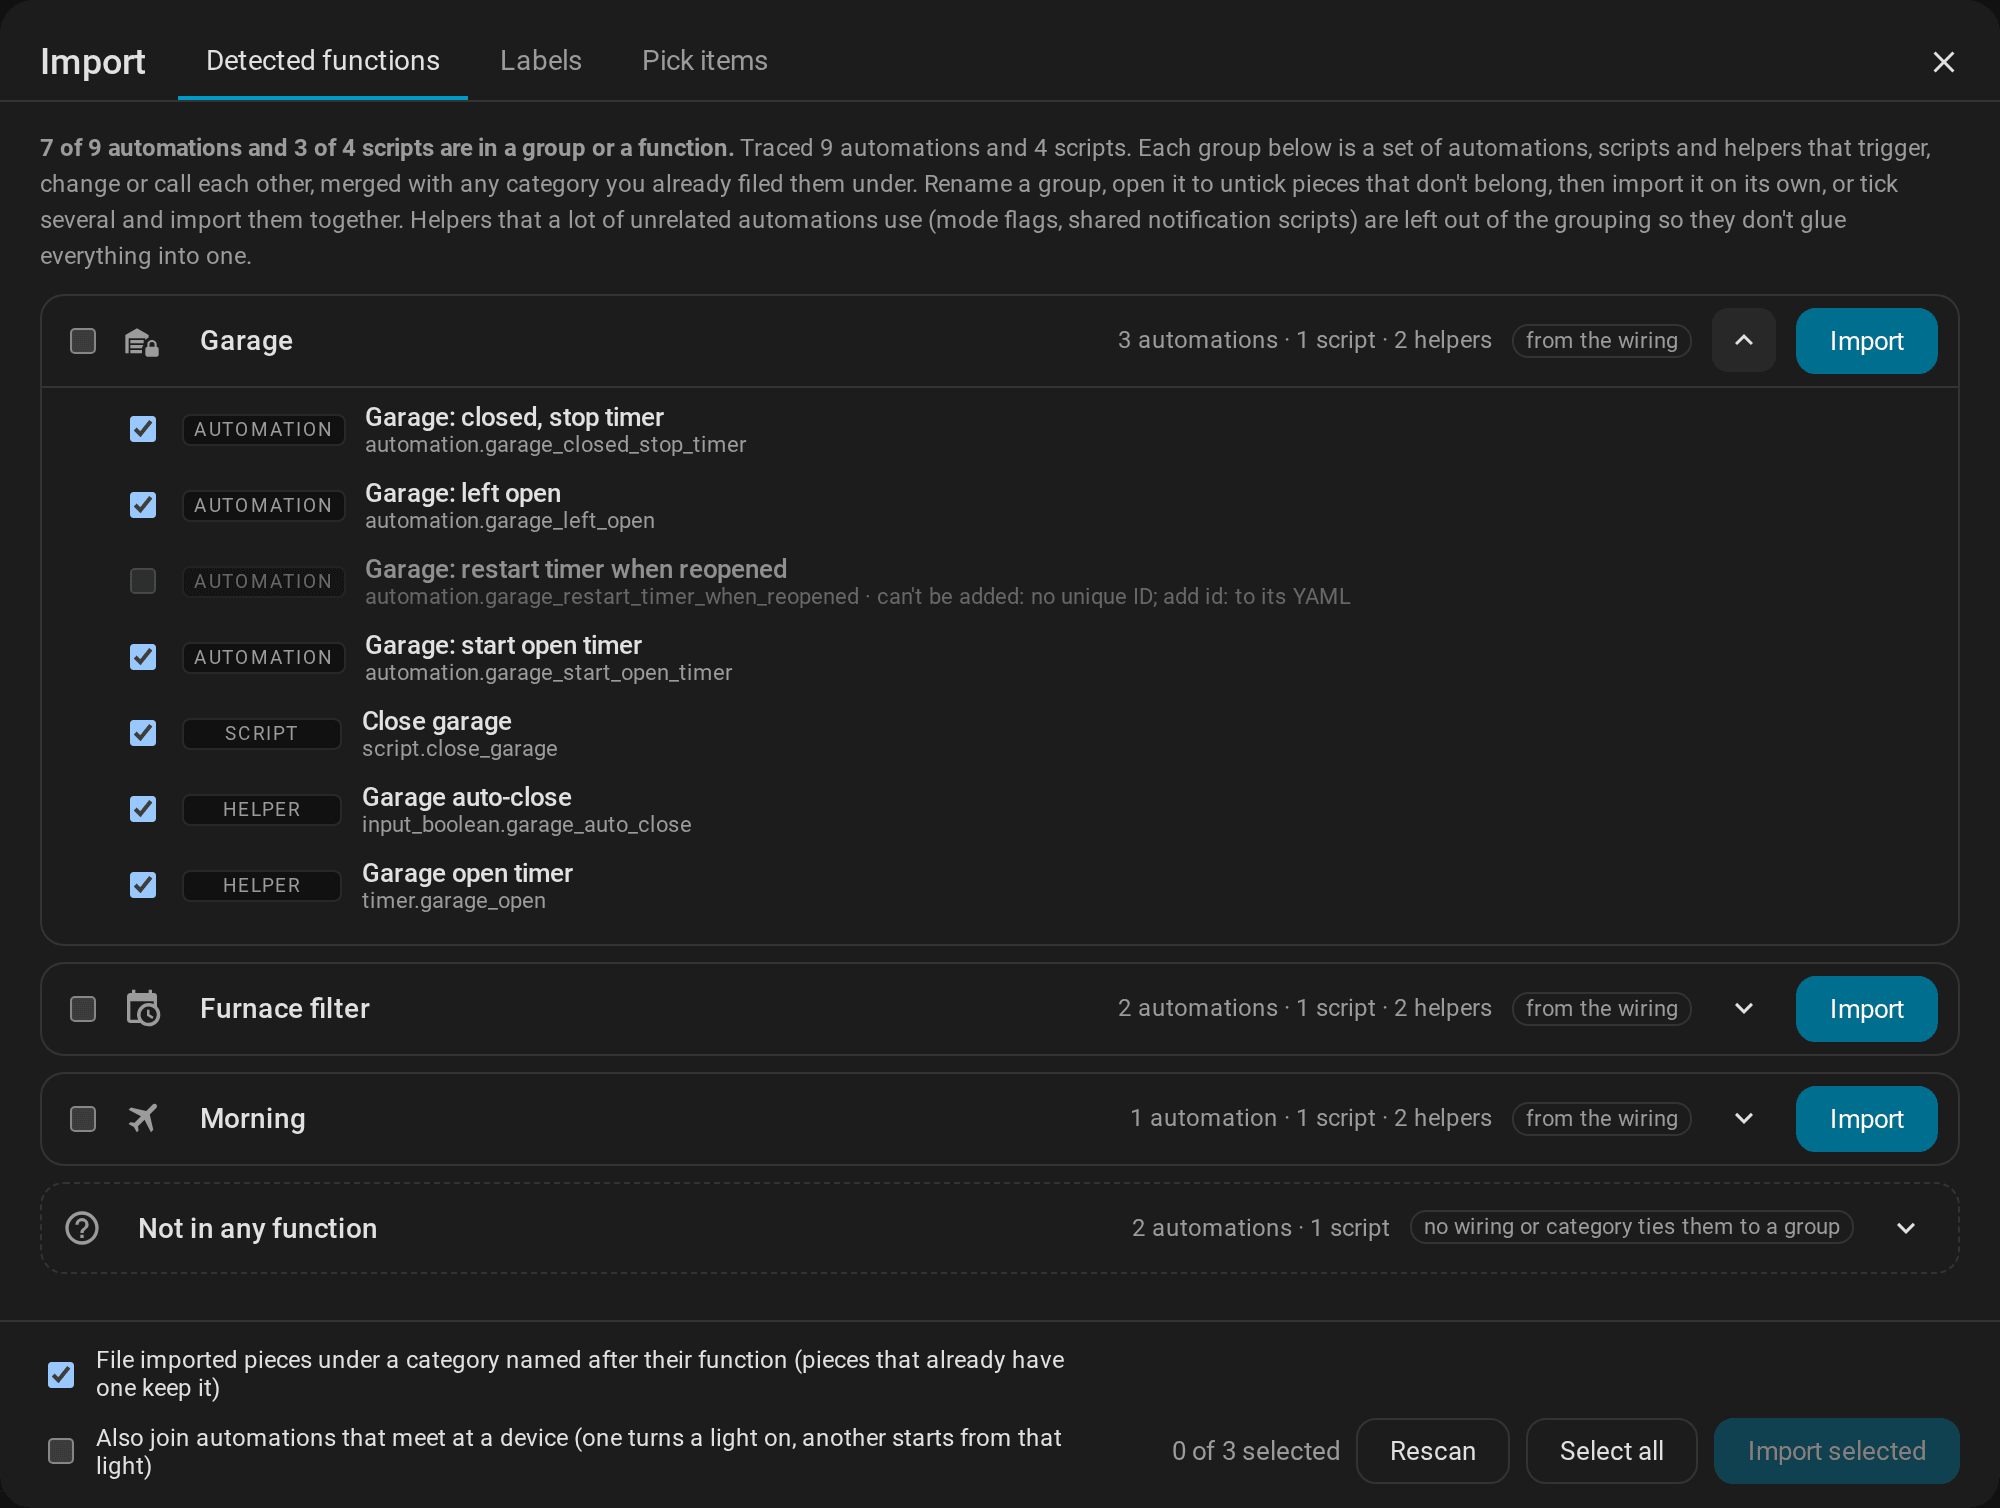 Import
Detected functions
Labels
Pick items
7 of 9 automations and 3 of 4 scripts are in a group or a function. Traced 9 automations and 4 scripts. Each group below is a set of automations, scripts and helpers that trigger,
change or call each other, merged with any category you already filed them under. Rename a group, open it to untick pieces that don't belong, then import it on its own, or tick
several and import them together. Helpers that a lot of unrelated automations use (mode flags, shared notification scripts) are left out of the grouping so they don't glue
everything into one.
Garage
3 automations · 1 script · 2 helpers
from the wiring
Import
AUTOMATION
Garage: closed, stop timer
automation.garage_closed_stop_timer
AUTOMATION
Garage: left open
automation.garage_left_open
AUTOMATION
Garage: restart timer when reopened
automation.garage_restart_timer_when_reopened · can't be added: no unique ID; add id: to its YAML
AUTOMATION
Garage: start open timer
automation.garage_start_open_timer
SCRIPT
Close garage
script.close_garage
HELPER
Garage auto-close
input_boolean.garage_auto_close
HELPER
Garage open timer
timer.garage_open
Furnace filter
2 automations · 1 script · 2 helpers
from the wiring
Import
Morning
1 automation · 1 script · 2 helpers
from the wiring
Import
Not in any function
2 automations · 1 script
no wiring or category ties them to a group
File imported pieces under a category named after their function (pieces that already have
one keep it)
Also join automations that meet at a device (one turns a light on, another starts from that
light)
0 of 3 selected
Rescan
Select all
Import selected